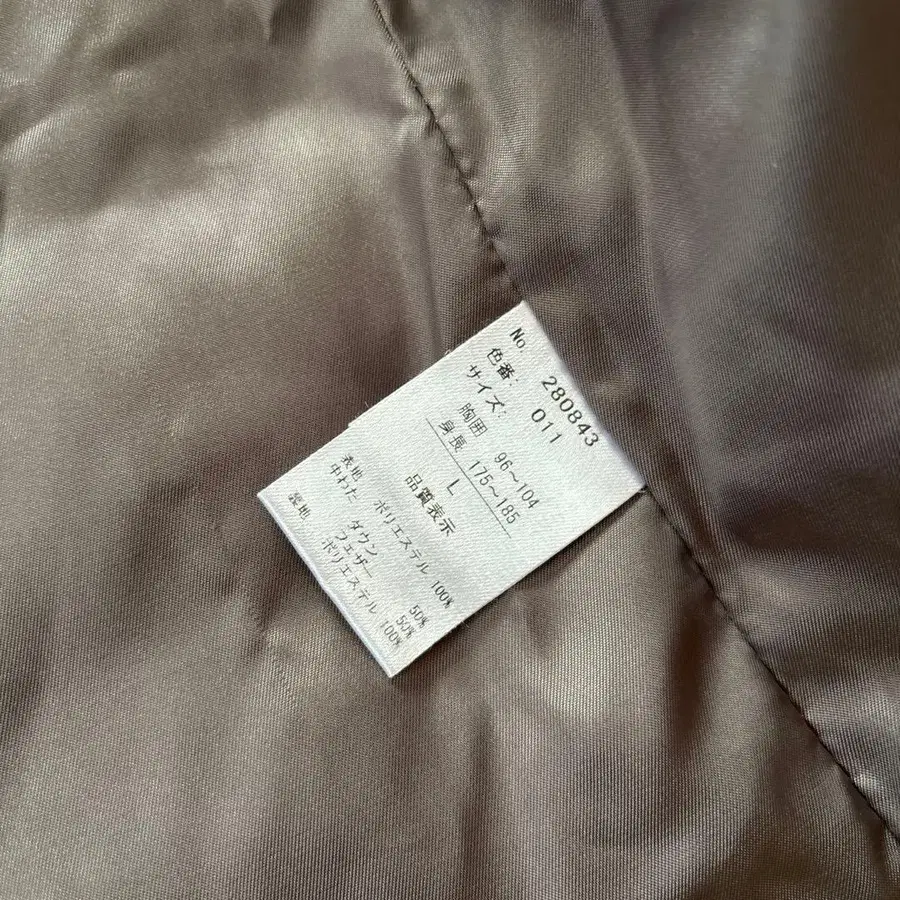 No. 280843
色番: 011
サイズ:
胸囲 96～104
身長 175～185
L
品質表示
表地 ポリエステル 100%
中わた ダウン 50%
フェザー 50%
裏地 ポリエステル 100%